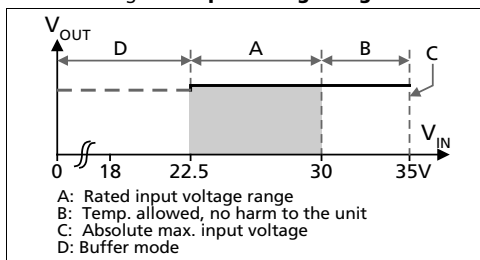 V_OUT
D A B C
V_IN
0 18 22.5 30 35V
A: Rated input voltage range
B: Temp. allowed, no harm to the unit
C: Absolute max. input voltage
D: Buffer mode